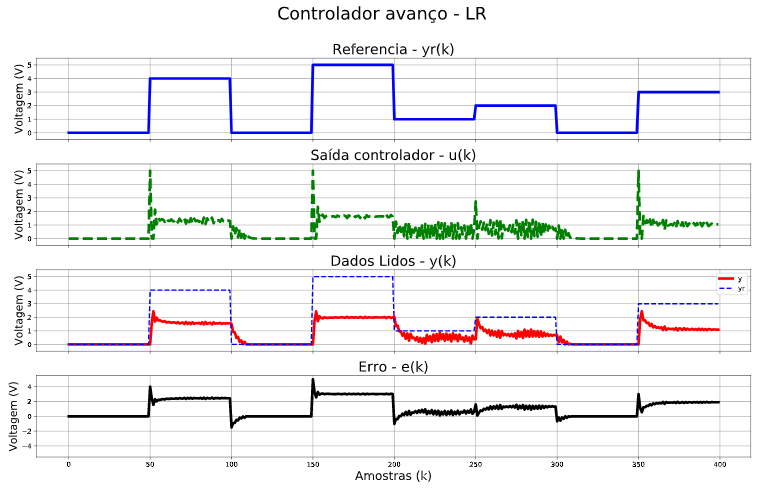 Controlador avanço - LR
Referencia - yr(k)
Voltagem (V)
5
4
3
2
1
0
Saída controlador - u(k)
Voltagem (V)
5
4
3
2
1
0
Dados Lidos - y(k)
Voltagem (V)
5
4
3
2
1
0
y
yr
Erro - e(k)
Voltagem (V)
4
2
0
−2
−4
0 50 100 150 200 250 300 350 400
Amostras (k)